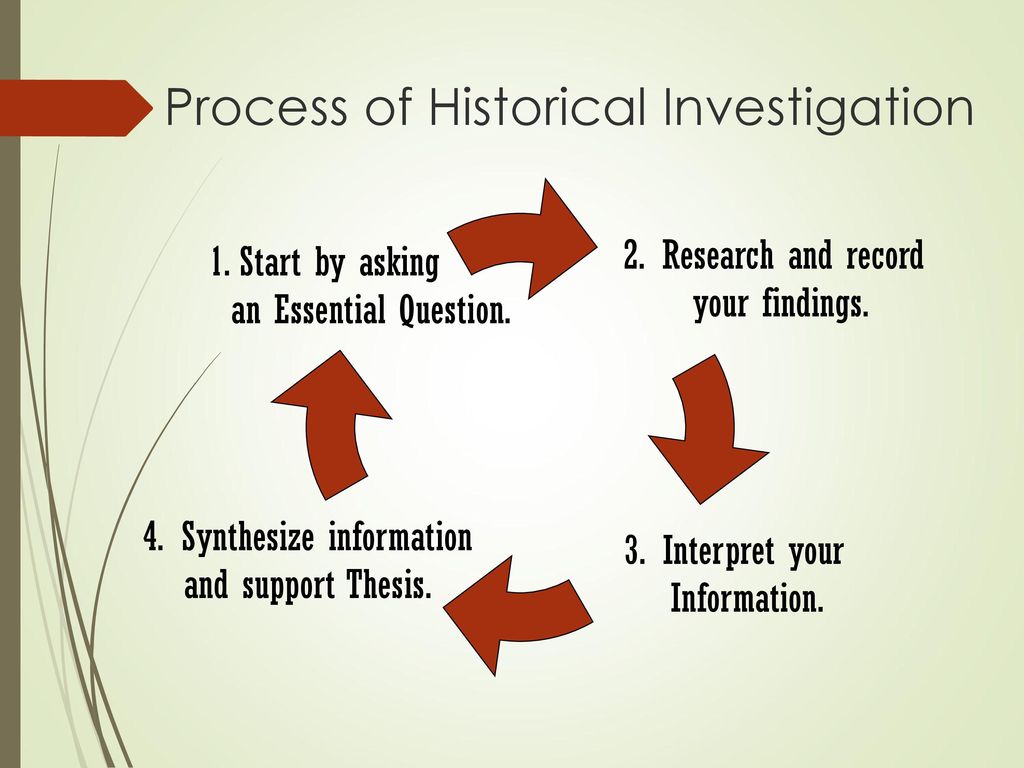 Process of Historical Investigation
1. Start by asking
an Essential Question.
2. Research and record
your findings.
3. Interpret your
Information.
4. Synthesize information
and support Thesis.